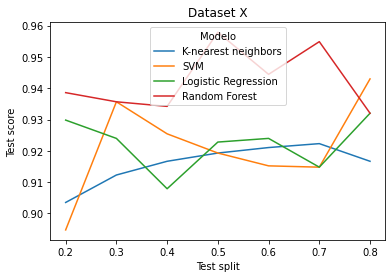 Dataset X
Modelo
K-nearest neighbors
SVM
Logistic Regression
Random Forest
0.96
0.95
0.94
0.93
0.92
0.91
0.90
Test score
0.2 0.3 0.4 0.5 0.6 0.7 0.8
Test split